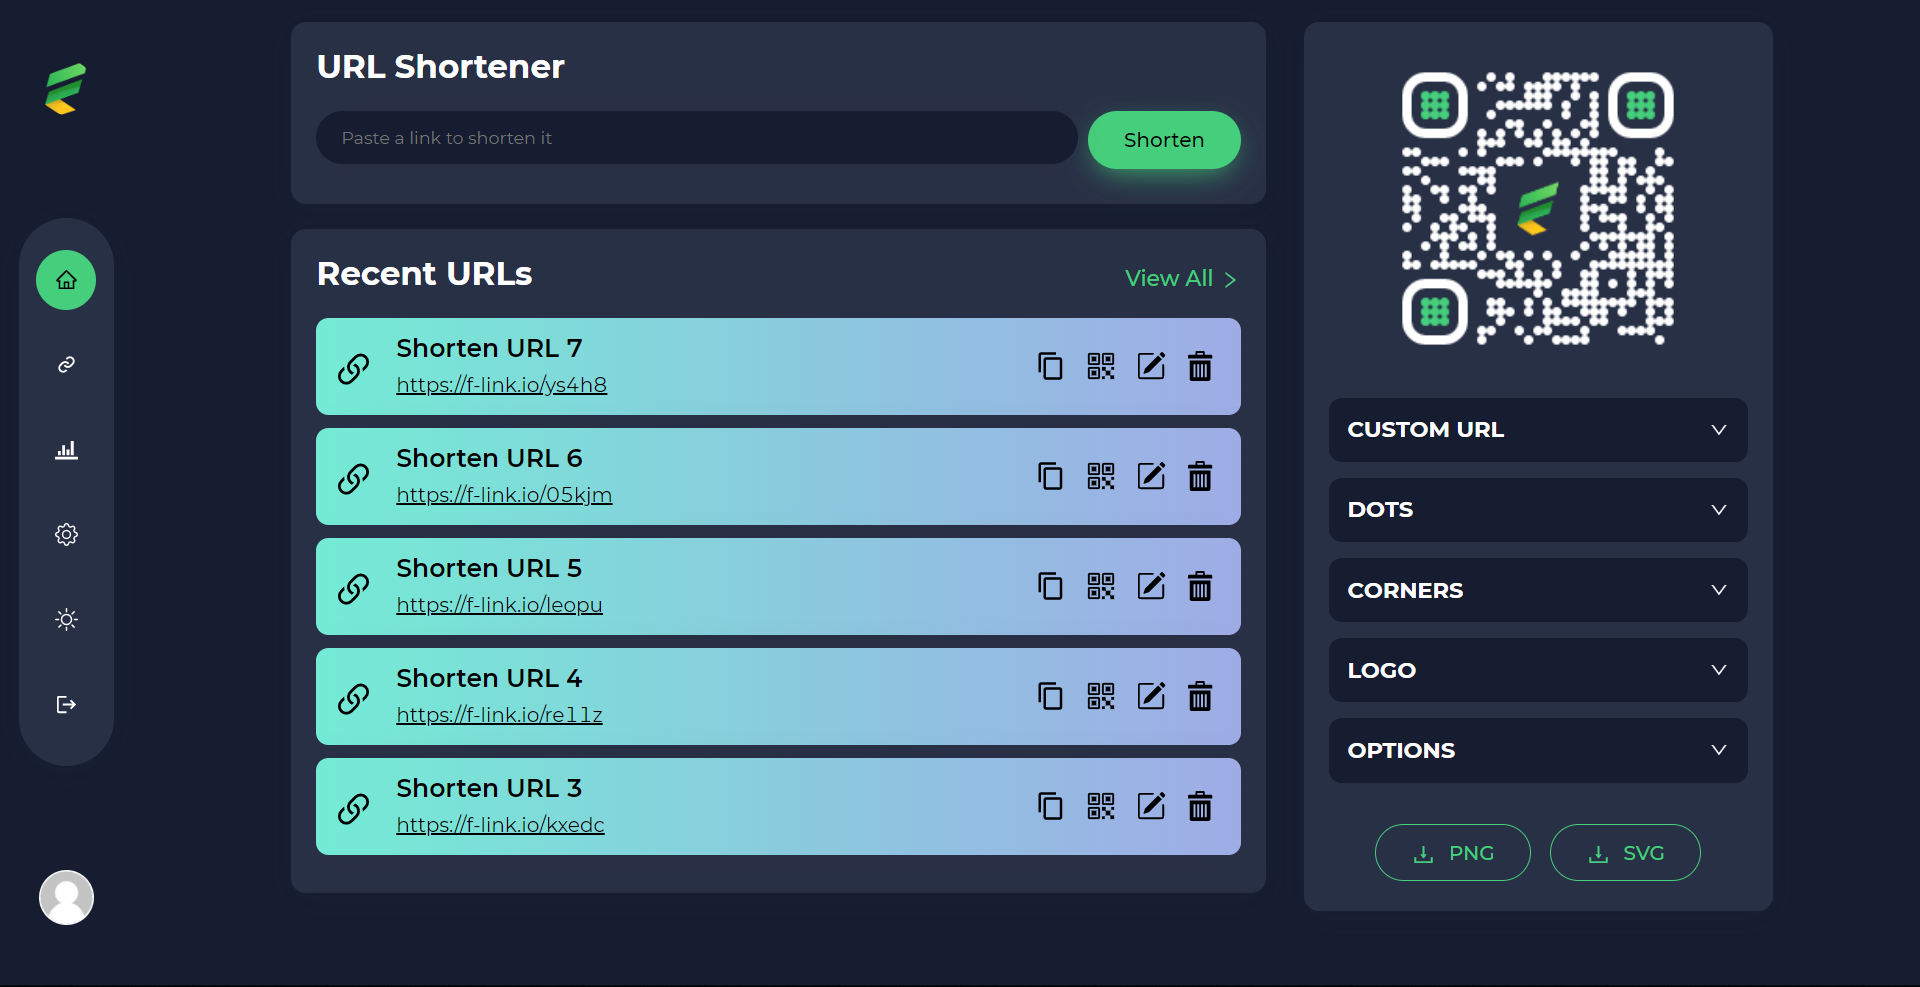 URL Shortener
Paste a link to shorten it
Shorten
Recent URLs
View All
Shorten URL 7
https://f-link.io/ys4h8
Shorten URL 6
https://f-link.io/05kjm
Shorten URL 5
https://f-link.io/leopu
Shorten URL 4
https://f-link.io/re11z
Shorten URL 3
https://f-link.io/kxedc
CUSTOM URL
DOTS
CORNERS
LOGO
OPTIONS
PNG
SVG